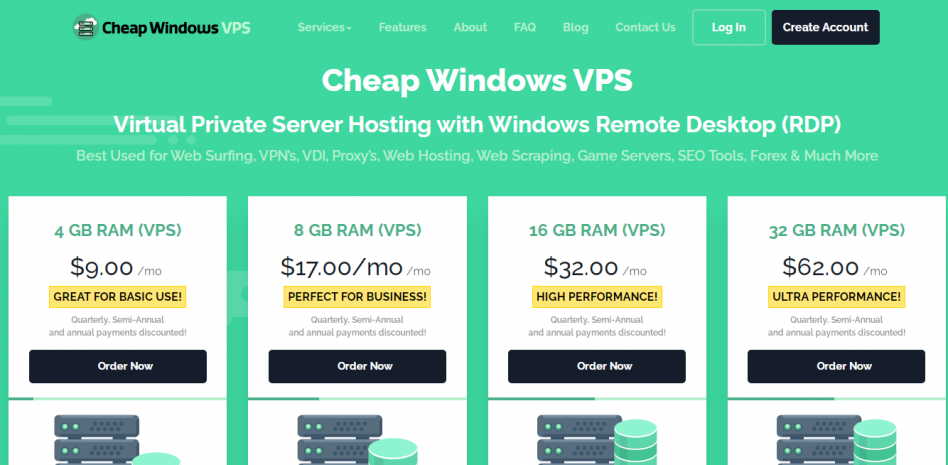 Cheap Windows VPS
Services
Features
About
FAQ
Blog
Contact Us
Log In
Create Account
Cheap Windows VPS
Virtual Private Server Hosting with Windows Remote Desktop (RDP)
Best Used for Web Surfing, VPN's, VDI, Proxy's, Web Hosting, Web Scraping, Game Servers, SEO Tools, Forex & Much More
4 GB RAM (VPS)
$9.00 /mo
GREAT FOR BASIC USE!
Quarterly, Semi-Annual
and annual payments discounted!
Order Now
8 GB RAM (VPS)
$17.00/mo /mo
PERFECT FOR BUSINESS!
Quarterly, Semi-Annual
and annual payments discounted!
Order Now
16 GB RAM (VPS)
$32.00 /mo
HIGH PERFORMANCE!
Quarterly, Semi-Annual
and annual payments discounted!
Order Now
32 GB RAM (VPS)
$62.00 /mo
ULTRA PERFORMANCE!
Quarterly, Semi-Annual
and annual payments discounted!
Order Now